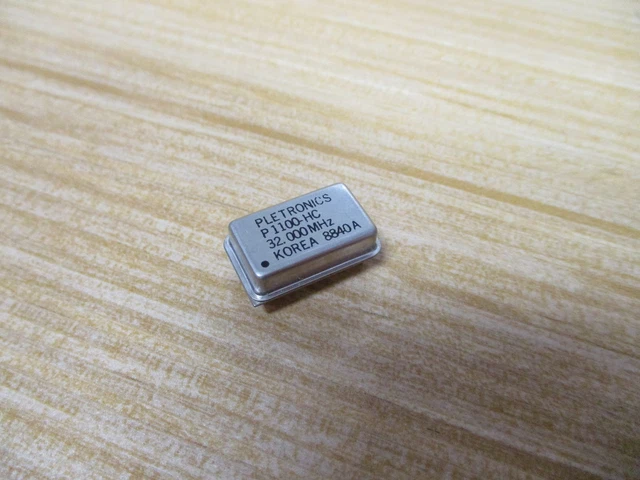 PLETRONICS
P1100-HC
32.000MHz
KOREA 8840A